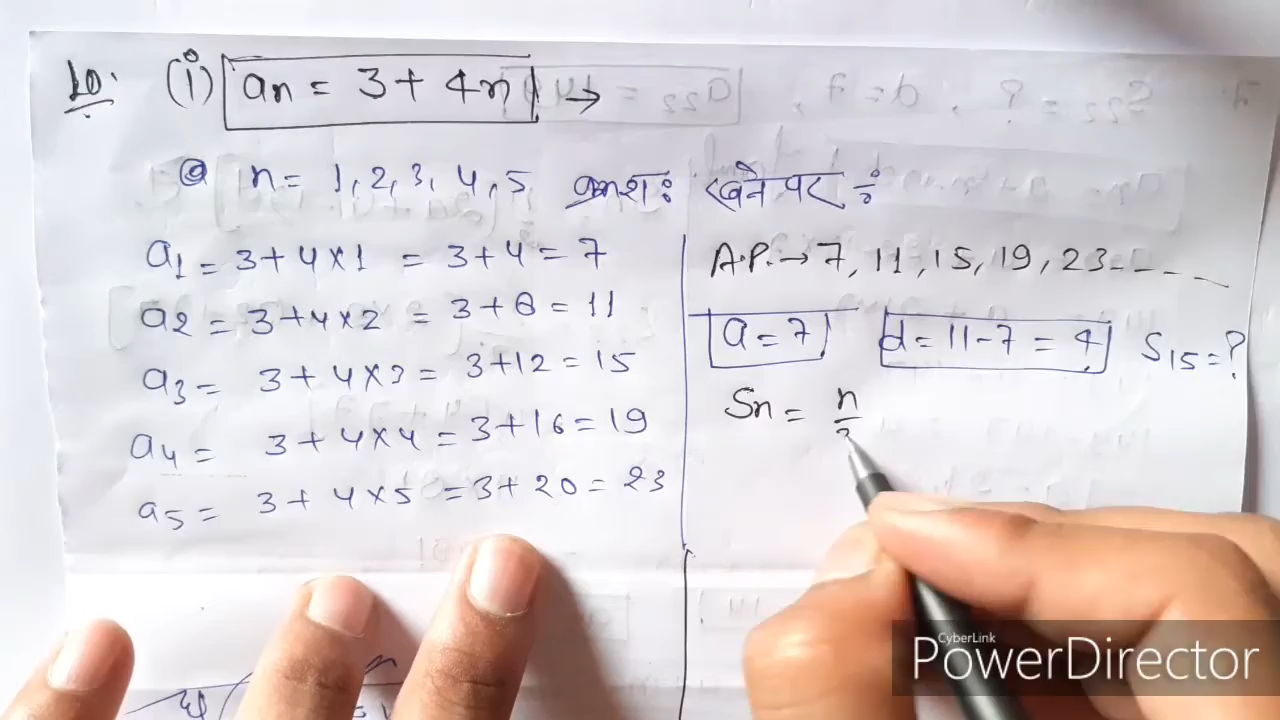 10. (i) an = 3 + 4n →
n = 1, 2, 3, 4, 5 क्रमशः रखने पर ÷
a1 = 3 + 4 × 1 = 3 + 4 = 7
a2 = 3 + 4 × 2 = 3 + 8 = 11
a3 = 3 + 4 × 3 = 3 + 12 = 15
a4 = 3 + 4 × 4 = 3 + 16 = 19
a5 = 3 + 4 × 5 = 3 + 20 = 23
A.P. → 7, 11, 15, 19, 23 - - - -
a = 7 d = 11 - 7 = 4 S15 = ?
Sn = n/2
CyberLink
PowerDirector